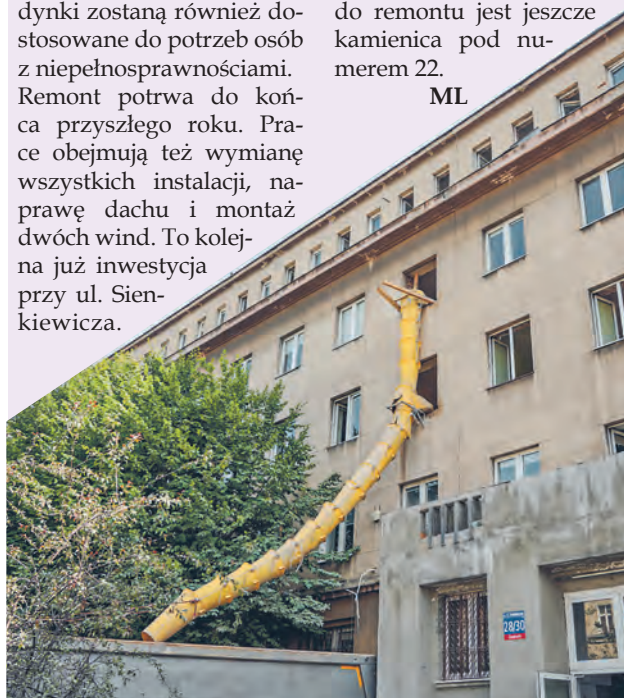 dynki zostaną również do-
stosowane do potrzeb osób
z niepełnosprawnościami.
Remont potrwa do koń-
ca przyszłego roku. Pra-
ce obejmują też wymianę
wszystkich instalacji, na-
prawę dachu i montaż
dwóch wind. To kolej-
na już inwestycja
przy ul. Sien-
kiewicza.
do remontu jest jeszcze
kamienica pod nu-
merem 22.
ML
28/30